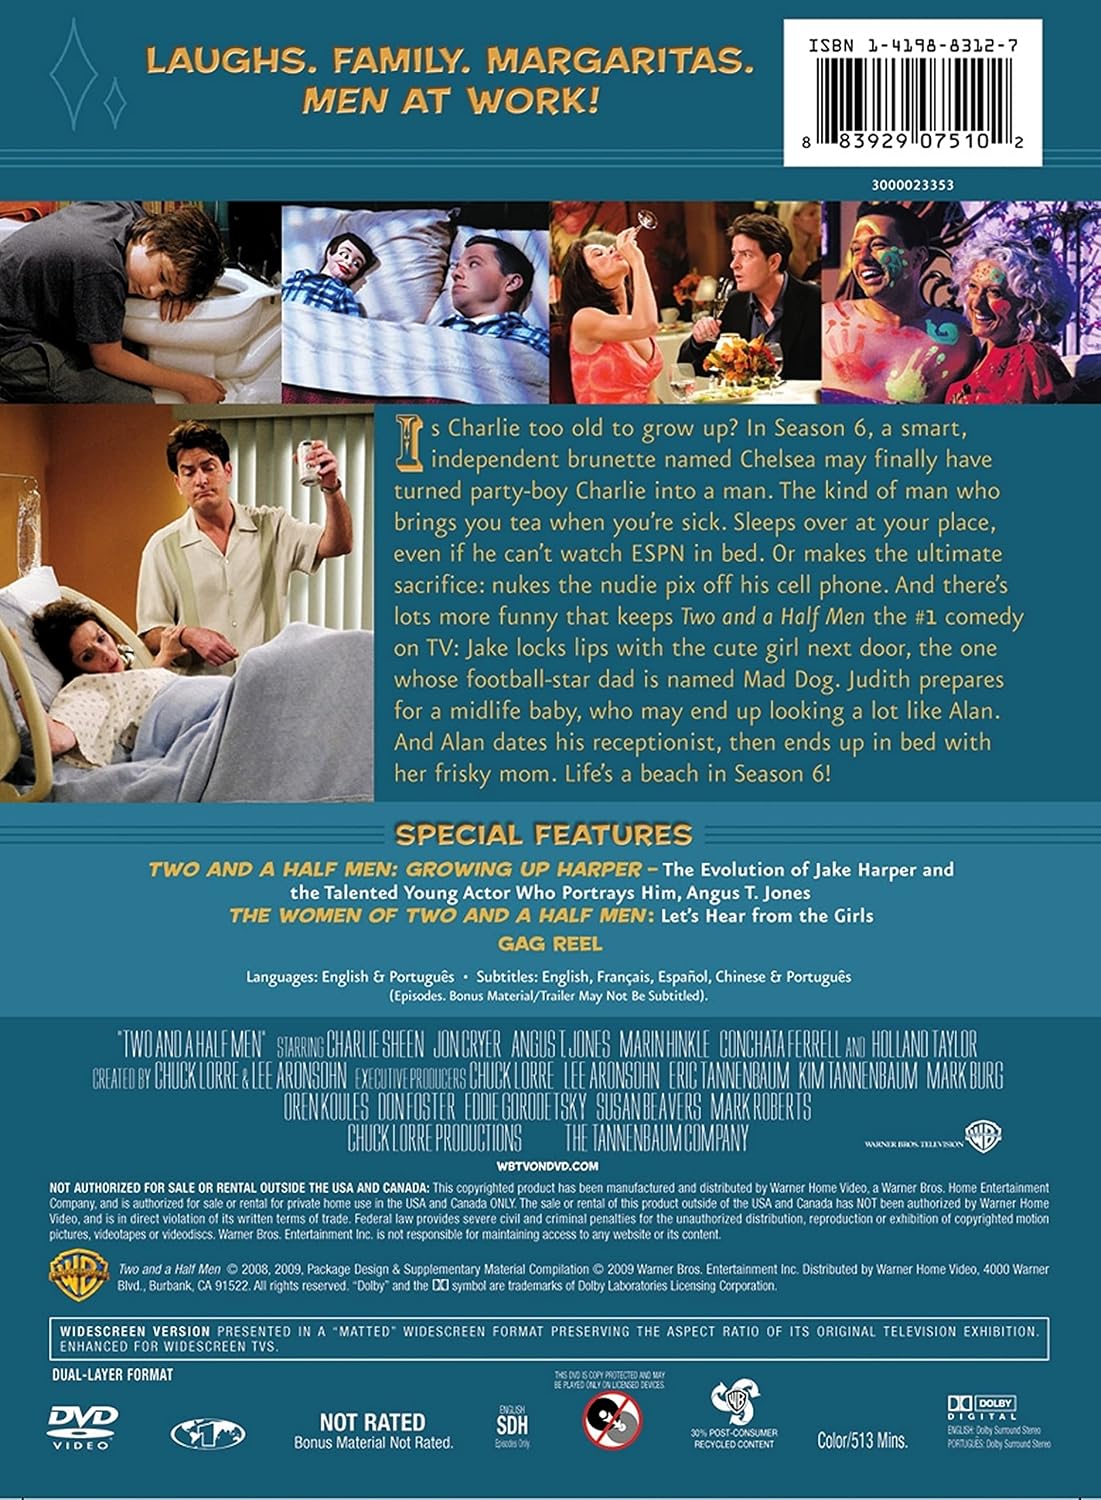 LAUGHS. FAMILY. MARGARITAS.
MEN AT WORK!
ISBN 1-4198-8312-7
8 83929 07510 2
3000023353
Is Charlie too old to grow up? In Season 6, a smart,
independent brunette named Chelsea may finally have
turned party-boy Charlie into a man. The kind of man who
brings you tea when you're sick. Sleeps over at your place,
even if he can't watch ESPN in bed. Or makes the ultimate
sacrifice: nukes the nudie pix off his cell phone. And there's
lots more funny that keeps Two and a Half Men the #1 comedy
on TV: Jake locks lips with the cute girl next door, the one
whose football-star dad is named Mad Dog. Judith prepares
for a midlife baby, who may end up looking a lot like Alan.
And Alan dates his receptionist, then ends up in bed with
her frisky mom. Life's a beach in Season 6!
SPECIAL FEATURES
TWO AND A HALF MEN: GROWING UP HARPER – The Evolution of Jake Harper and
the Talented Young Actor Who Portrays Him, Angus T. Jones
THE WOMEN OF TWO AND A HALF MEN: Let's Hear from the Girls
GAG REEL
Languages: English & Português • Subtitles: English, Français, Español, Chinese & Português
(Episodes. Bonus Material/Trailer May Not Be Subtitled).
"TWO AND A HALF MEN" STARRING CHARLIE SHEEN JON CRYER ANGUS T. JONES MARIN HINKLE CONCHATA FERRELL AND HOLLAND TAYLOR
CREATED BY CHUCK LORRE & LEE ARONSOHN EXECUTIVE PRODUCERS CHUCK LORRE LEE ARONSOHN ERIC TANNENBAUM KIM TANNENBAUM MARK BURG
OREN KOULES DON FOSTER EDDIE GORODETSKY SUSAN BEAVERS MARK ROBERTS
CHUCK LORRE PRODUCTIONS THE TANNENBAUM COMPANY
WARNER BROS. TELEVISION WB
WBTVONDVD.COM
NOT AUTHORIZED FOR SALE OR RENTAL OUTSIDE THE USA AND CANADA: This copyrighted product has been manufactured and distributed by Warner Home Video, a Warner Bros. Home Entertainment
Company, and is authorized for sale or rental for private home use in the USA and Canada ONLY. The sale or rental of this product outside of the USA and Canada has NOT been authorized by Warner Home
Video, and is in direct violation of its written terms of trade. Federal law provides severe civil and criminal penalties for the unauthorized distribution, reproduction or exhibition of copyrighted motion
pictures, videotapes or videodiscs. Warner Bros. Entertainment Inc. is not responsible for maintaining access to any website or its content.
Two and a Half Men © 2008, 2009, Package Design & Supplementary Material Compilation © 2009 Warner Bros. Entertainment Inc. Distributed by Warner Home Video, 4000 Warner
Blvd., Burbank, CA 91522. All rights reserved. "Dolby" and the DD symbol are trademarks of Dolby Laboratories Licensing Corporation.
WIDESCREEN VERSION PRESENTED IN A "MATTED" WIDESCREEN FORMAT PRESERVING THE ASPECT RATIO OF ITS ORIGINAL TELEVISION EXHIBITION.
ENHANCED FOR WIDESCREEN TVS.
DUAL-LAYER FORMAT
DVD
VIDEO
1
NOT RATED
Bonus Material Not Rated.
ENGLISH
SDH
Episodes Only
THIS DVD IS COPY PROTECTED AND MAY
BE PLAYED ONLY ON LICENSED DEVICES.
WB
30% POST-CONSUMER
RECYCLED CONTENT
Color/513 Mins.
DOLBY
DIGITAL
ENGLISH: Dolby Surround Stereo
PORTUGUÊS: Dolby Surround Stereo